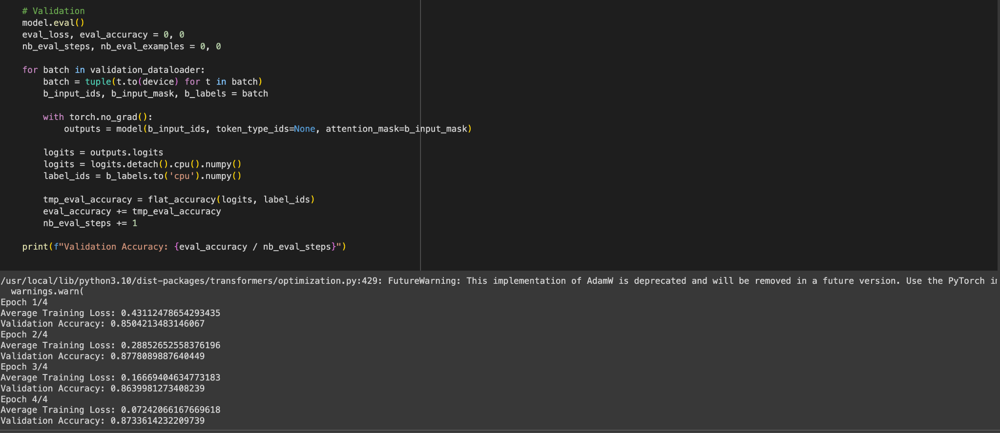 # Validation
model.eval()
eval_loss, eval_accuracy = 0, 0
nb_eval_steps, nb_eval_examples = 0, 0
for batch in validation_dataloader:
batch = tuple(t.to(device) for t in batch)
b_input_ids, b_input_mask, b_labels = batch
with torch.no_grad():
outputs = model(b_input_ids, token_type_ids=None, attention_mask=b_input_mask)
logits = outputs.logits
logits = logits.detach().cpu().numpy()
label_ids = b_labels.to('cpu').numpy()
tmp_eval_accuracy = flat_accuracy(logits, label_ids)
eval_accuracy += tmp_eval_accuracy
nb_eval_steps += 1
print(f"Validation Accuracy: {eval_accuracy / nb_eval_steps}")
/usr/local/lib/python3.10/dist-packages/transformers/optimization.py:429: FutureWarning: This implementation of AdamW is deprecated and will be removed in a future version. Use the PyTorch
warnings.warn(
Epoch 1/4
Average Training Loss: 0.43112478654293435
Validation Accuracy: 0.8504213483146067
Epoch 2/4
Average Training Loss: 0.28852652558376196
Validation Accuracy: 0.8778089887640449
Epoch 3/4
Average Training Loss: 0.16669404634773183
Validation Accuracy: 0.8639981273408239
Epoch 4/4
Average Training Loss: 0.07242066167669618
Validation Accuracy: 0.8733614232209739